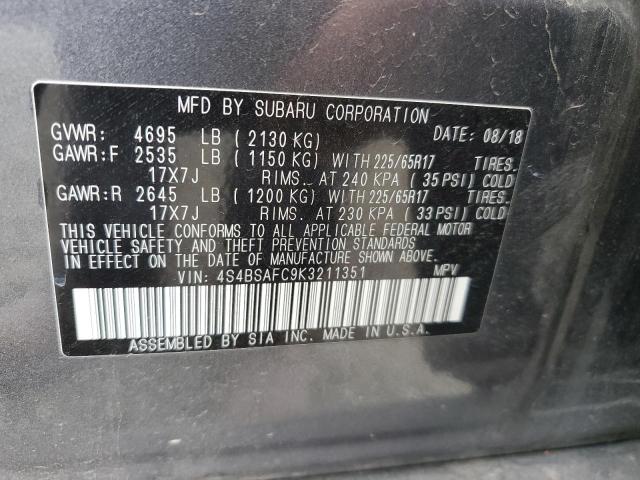 MFD BY SUBARU CORPORATION
GVWR: 4695 LB ( 2130 KG) DATE: 08/18
GAWR:F 2535 LB ( 1150 KG) WITH 225/65R17 TIRES.
17X7J RIMS. AT 240 KPA ( 35 PSI) COLD
GAWR:R 2645 LB ( 1200 KG) WITH 225/65R17 TIRES.
17X7J RIMS. AT 230 KPA ( 33 PSI) COLD
THIS VEHICLE CONFORMS TO ALL APPLICABLE FEDERAL MOTOR
VEHICLE SAFETY AND THEFT PREVENTION STANDARDS
IN EFFECT ON THE DATE OF MANUFACTURE SHOWN ABOVE.
VIN: 4S4BSAFC9K3211351 MPV
ASSEMBLED BY SIA INC. MADE IN U.S.A.